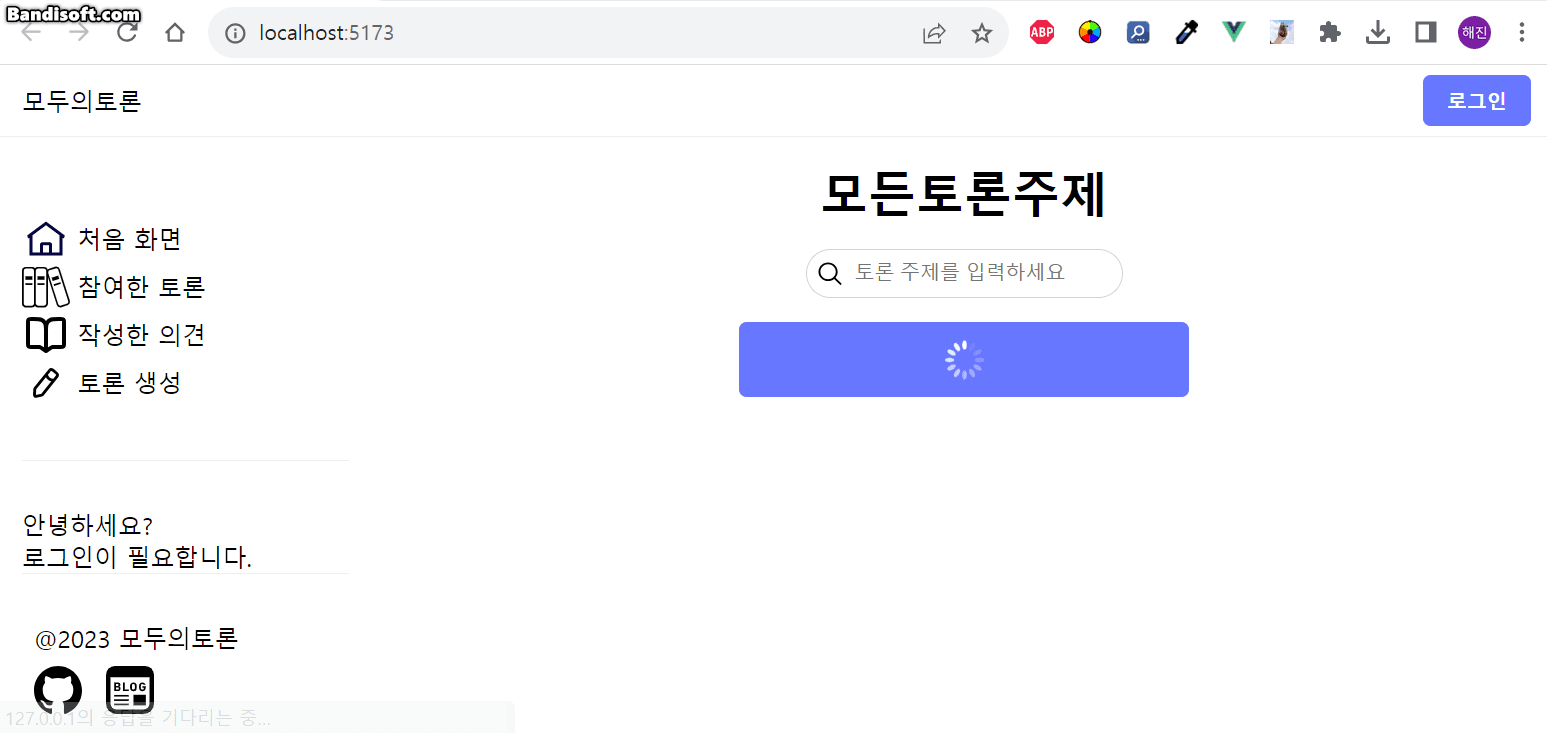 Bandisoft.com
localhost:5173
ABP
해진
모두의토론
로그인
모든토론주제
토론 주제를 입력하세요
처음 화면
참여한 토론
작성한 의견
토론 생성
안녕하세요?
로그인이 필요합니다.
@2023 모두의토론
BLOG
127.0.0.1의 응답을 기다리는 중...